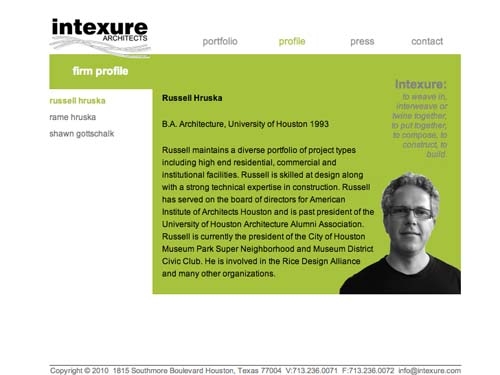 intexure
ARCHITECTS
portfolio profile press contact
firm profile
russell hruska
rame hruska
shawn gottschalk
Russell Hruska
B.A. Architecture, University of Houston 1993
Russell maintains a diverse portfolio of project types
including high end residential, commercial and
institutional facilities. Russell is skilled at design along
with a strong technical expertise in construction. Russell
has served on the board of directors for American
Institute of Architects Houston and is past president of the
University of Houston Architecture Alumni Association.
Russell is currently the president of the City of Houston
Museum Park Super Neighborhood and Museum District
Civic Club. He is involved in the Rice Design Alliance
and many other organizations.
Intexure:
to weave in,
interweave or
twine together,
to put together,
to compose, to
construct, to
build.
Copyright © 2010 1815 Southmore Boulevard Houston, Texas 77004 V:713.236.0071 F:713.236.0072 info@intexure.com